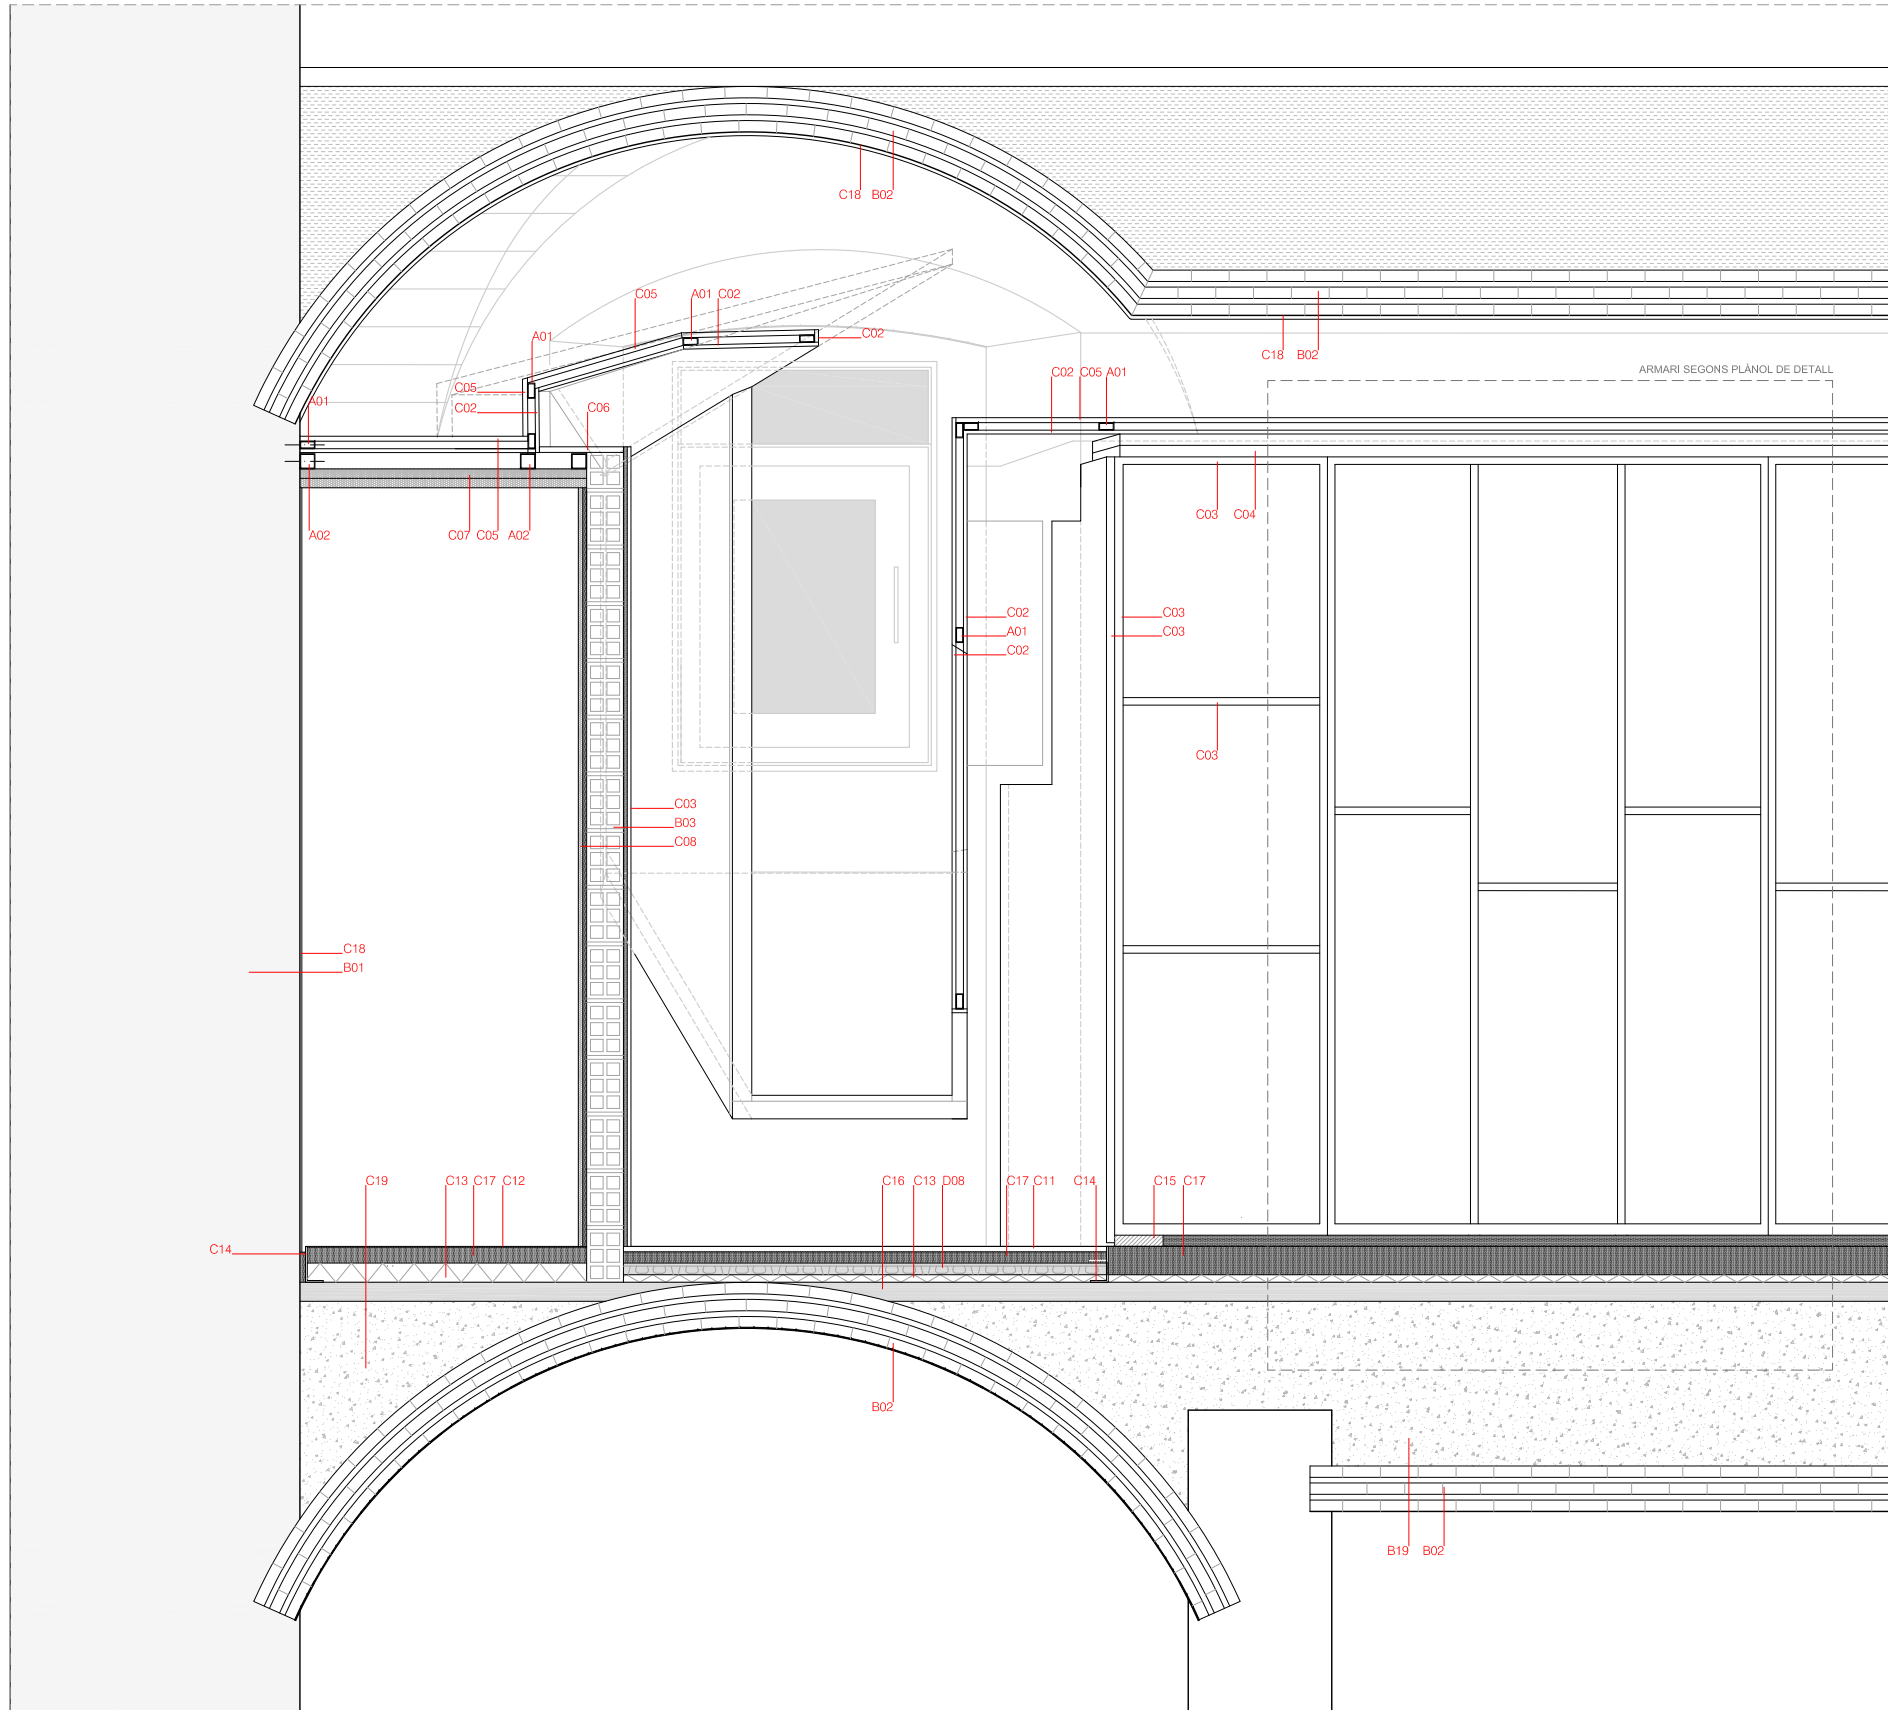 C18 B02
C05 A01 C02
A01
C02
C18 B02
ARMARI SEGONS PLÀNOL DE DETALL
C02 C05 A01
C05
A01
C02
C06
C03 C04
A02
C07 C05 A02
C02
A01
C02
C03
C03
C03
C03
B03
C08
C18
B01
C19
C13 C17 C12
C16 C13 D08
C17 C11
C14
C15 C17
C14
B02
B19 B02